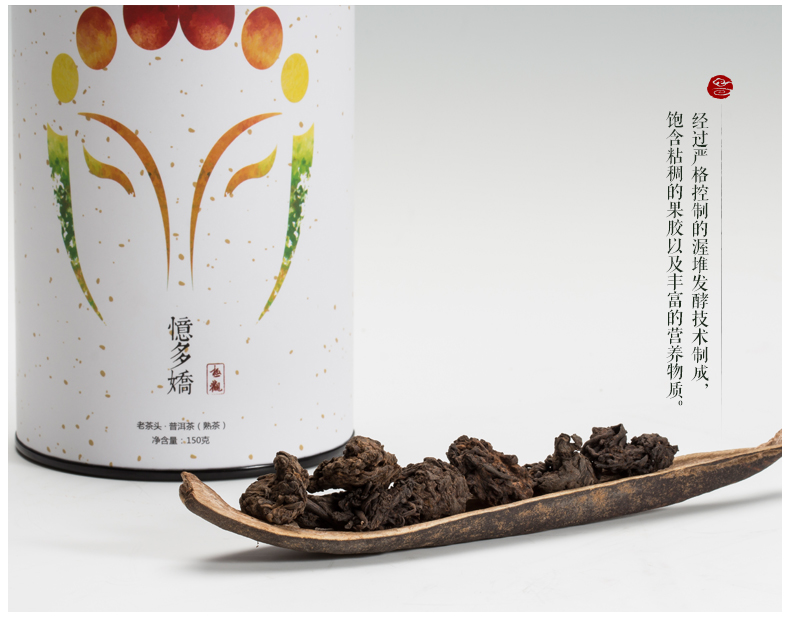 经过严格控制的渥堆发酵技术制成，
饱含粘稠的果胶以及丰富的营养物质。
憶多嬌
老茶头·普洱茶（熟茶）
净含量：150克